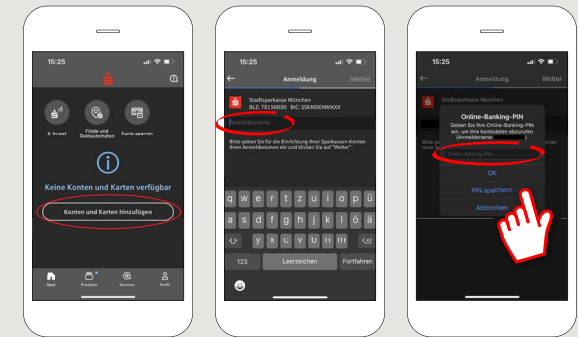 15:25
S-Invest
Filiale und
Geldautomaten
Karte sperren
Keine Konten und Karten verfügbar
Konten und Karten hinzufügen
Start
Produkte
Services
Profil
15:25
Anmeldung
Weiter
Stadtsparkasse München
BLZ: 70150000 BIC: SSKMDEMMXXX
Anmeldename
Bitte geben Sie für die Einrichtung Ihrer Sparkassen-Konten
Ihren Anmeldenamen ein und klicken Sie auf "Weiter".
q w e r t z u i o p ü
a s d f g h j k l ö ä
y x c v b n m
123
Leerzeichen
Fortfahren
15:25
Anmeldung
Weiter
Stadtsparkasse München
Online-Banking-PIN
Geben Sie Ihre Online-Banking-PIN
ein, um Ihre Kontodaten abzurufen
(Anmeldename: ).
Online-Banking-PIN
OK
PIN speichern
Abbrechen